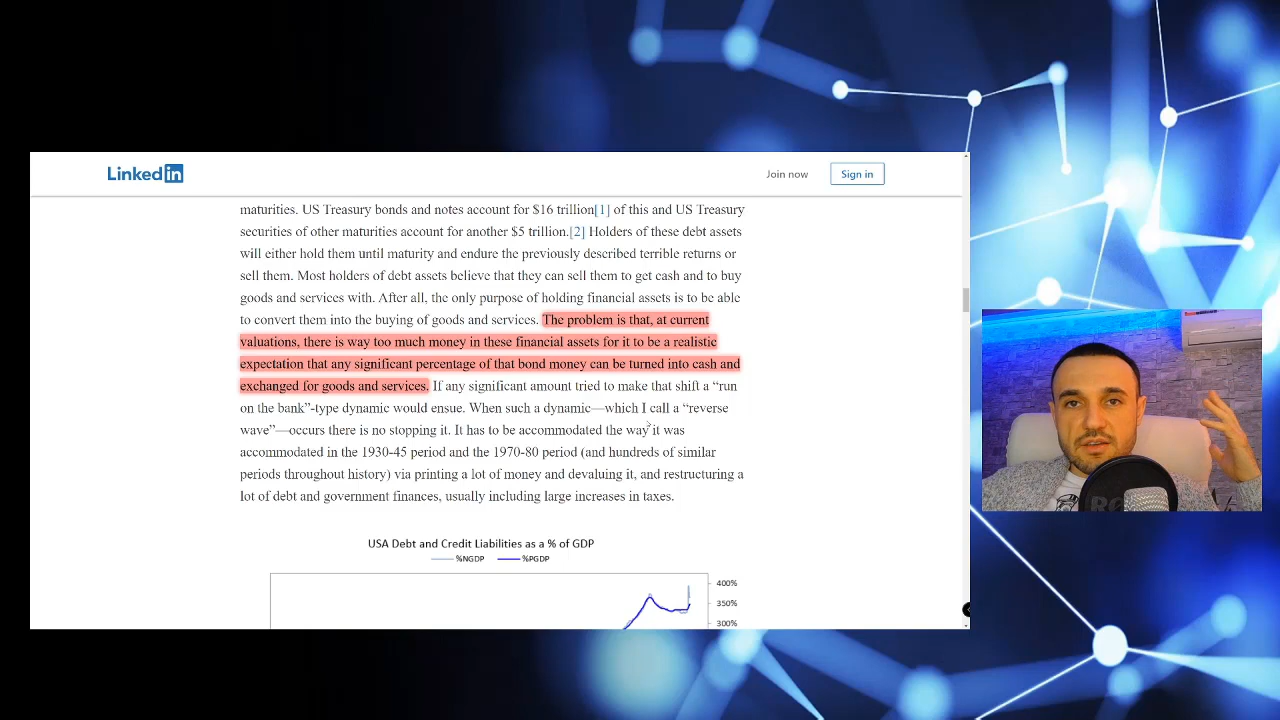 Linkedin
Join now
Sign in
maturities. US Treasury bonds and notes account for $16 trillion[1] of this and US Treasury
securities of other maturities account for another $5 trillion.[2] Holders of these debt assets
will either hold them until maturity and endure the previously described terrible returns or
sell them. Most holders of debt assets believe that they can sell them to get cash and to buy
goods and services with. After all, the only purpose of holding financial assets is to be able
to convert them into the buying of goods and services. The problem is that, at current
valuations, there is way too much money in these financial assets for it to be a realistic
expectation that any significant percentage of that bond money can be turned into cash and
exchanged for goods and services. If any significant amount tried to make that shift a “run
on the bank”-type dynamic would ensue. When such a dynamic—which I call a “reverse
wave”—occurs there is no stopping it. It has to be accommodated the way it was
accommodated in the 1930-45 period and the 1970-80 period (and hundreds of similar
periods throughout history) via printing a lot of money and devaluing it, and restructuring a
lot of debt and government finances, usually including large increases in taxes.
USA Debt and Credit Liabilities as a % of GDP
%NGDP %PGDP
400%
350%
300%